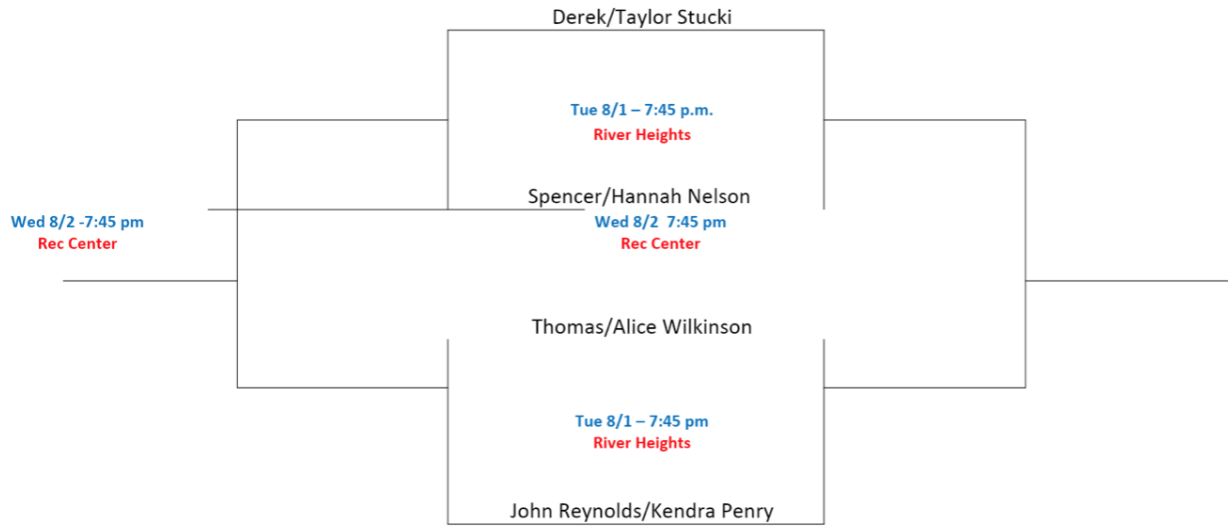 Derek/Taylor Stucki
Tue 8/1 – 7:45 p.m.
River Heights
Spencer/Hannah Nelson
Wed 8/2 -7:45 pm
Rec Center
Wed 8/2  7:45 pm
Rec Center
Thomas/Alice Wilkinson
Tue 8/1 – 7:45 pm
River Heights
John Reynolds/Kendra Penry